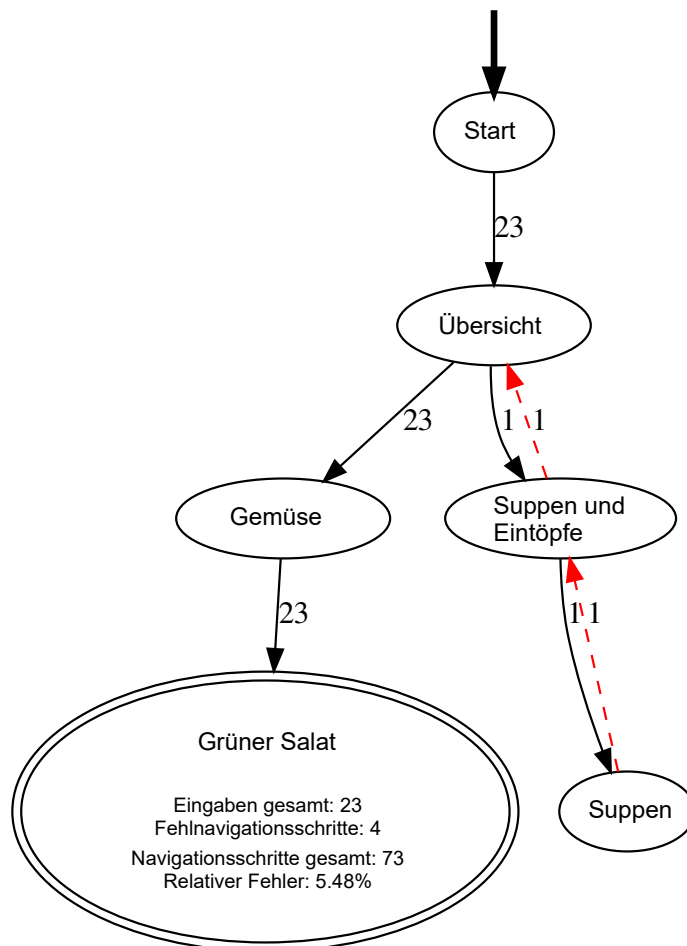 Start
23
Übersicht
23
1
1
Gemüse
Suppen und
Eintöpfe
23
1
1
Grüner Salat
Eingaben gesamt: 23
Fehlnavigationsschritte: 4
Navigationsschritte gesamt: 73
Relativer Fehler: 5.48%
Suppen